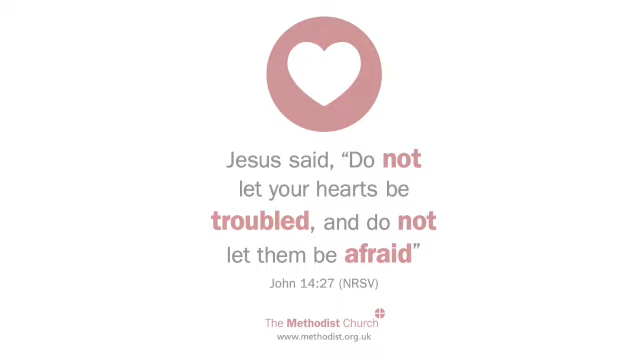 Jesus said, “Do not
let your hearts be
troubled, and do not
let them be afraid”
John 14:27 (NRSV)
The Methodist Church
www.methodist.org.uk